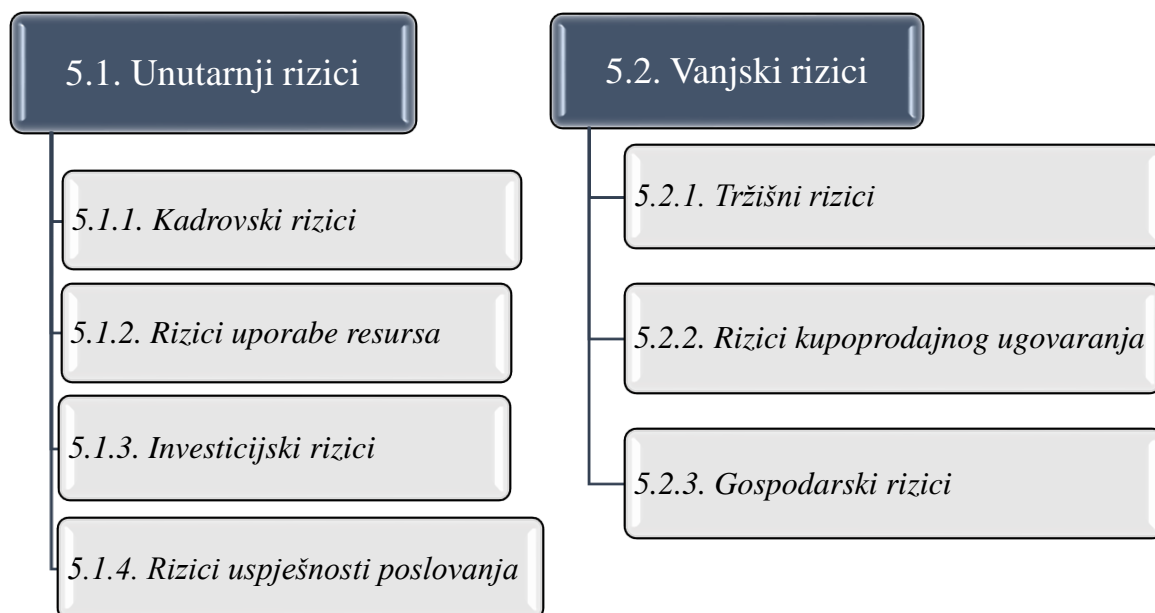 5.1. Unutarnji rizici
5.1.1. Kadrovski rizici
5.1.2. Rizici uporabe resursa
5.1.3. Investicijski rizici
5.1.4. Rizici uspješnosti poslovanja
5.2. Vanjski rizici
5.2.1. Tržišni rizici
5.2.2. Rizici kupoprodajnog ugovaranja
5.2.3. Gospodarski rizici